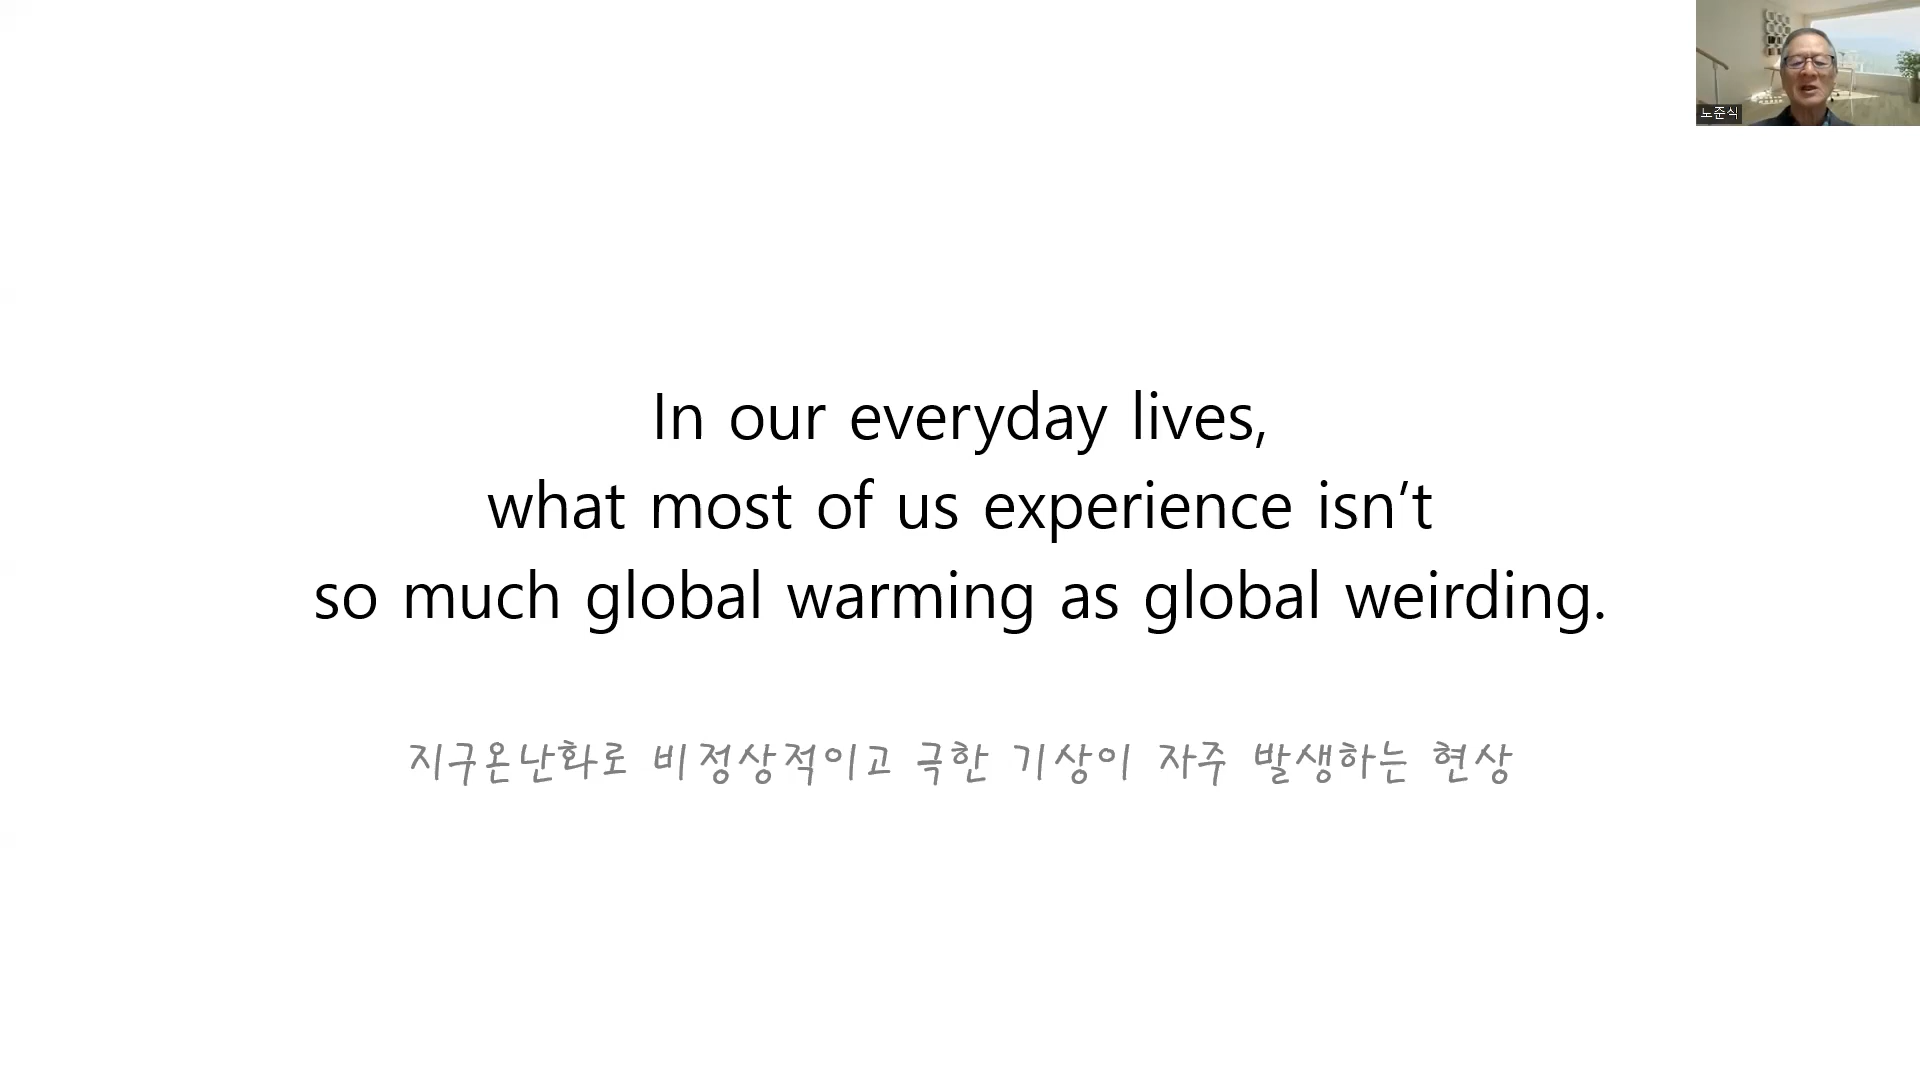 노준식
In our everyday lives,
what most of us experience isn’t
so much global warming as global weirding.
지구온난화로 비정상적이고 극한 기상이 자주 발생하는 현상